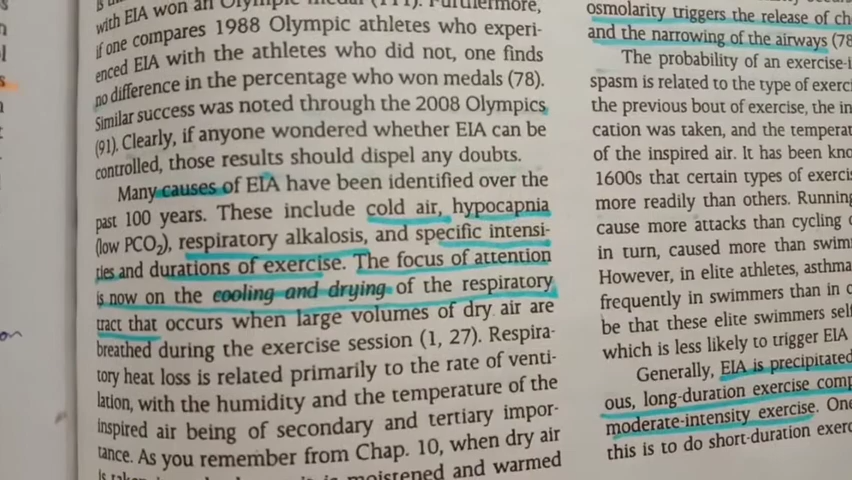 with EIA won an Olympic medal (111). Furthermore,
if one compares 1988 Olympic athletes who experi-
enced EIA with the athletes who did not, one finds
no difference in the percentage who won medals (78).
Similar success was noted through the 2008 Olympics
(91). Clearly, if anyone wondered whether EIA can be
controlled, those results should dispel any doubts.
Many causes of EIA have been identified over the
past 100 years. These include cold air, hypocapnia
(low PCO₂), respiratory alkalosis, and specific intensi-
ties and durations of exercise. The focus of attention
is now on the cooling and drying of the respiratory
tract that occurs when large volumes of dry air are
breathed during the exercise session (1, 27). Respira-
tory heat loss is related primarily to the rate of venti-
lation, with the humidity and the temperature of the
inspired air being of secondary and tertiary impor-
tance. As you remember from Chap. 10, when dry air
is moistened and warmed
osmolarity triggers the release of ch
and the narrowing of the airways (78
The probability of an exercise-i
spasm is related to the type of exerci
the previous bout of exercise, the in
cation was taken, and the temperat
of the inspired air. It has been kno
1600s that certain types of exercis
more readily than others. Running
cause more attacks than cycling o
in turn, caused more than swim
However, in elite athletes, asthma
frequently in swimmers than in o
be that these elite swimmers sel
which is less likely to trigger EIA
Generally, EIA is precipitated
ous, long-duration exercise comp
moderate-intensity exercise. One
this is to do short-duration exerc